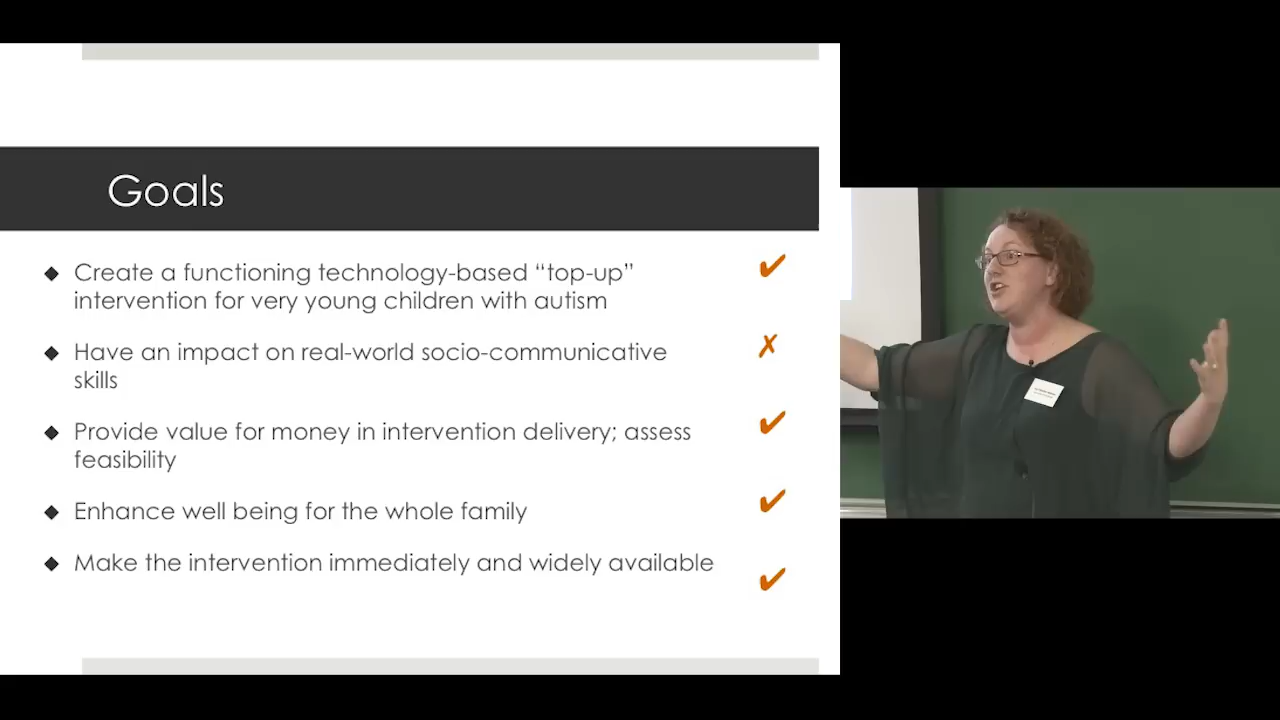 Goals
◆ Create a functioning technology-based “top-up”
intervention for very young children with autism
✔
◆ Have an impact on real-world socio-communicative
skills
✗
◆ Provide value for money in intervention delivery; assess
feasibility
✔
◆ Enhance well being for the whole family
✔
◆ Make the intervention immediately and widely available
✔